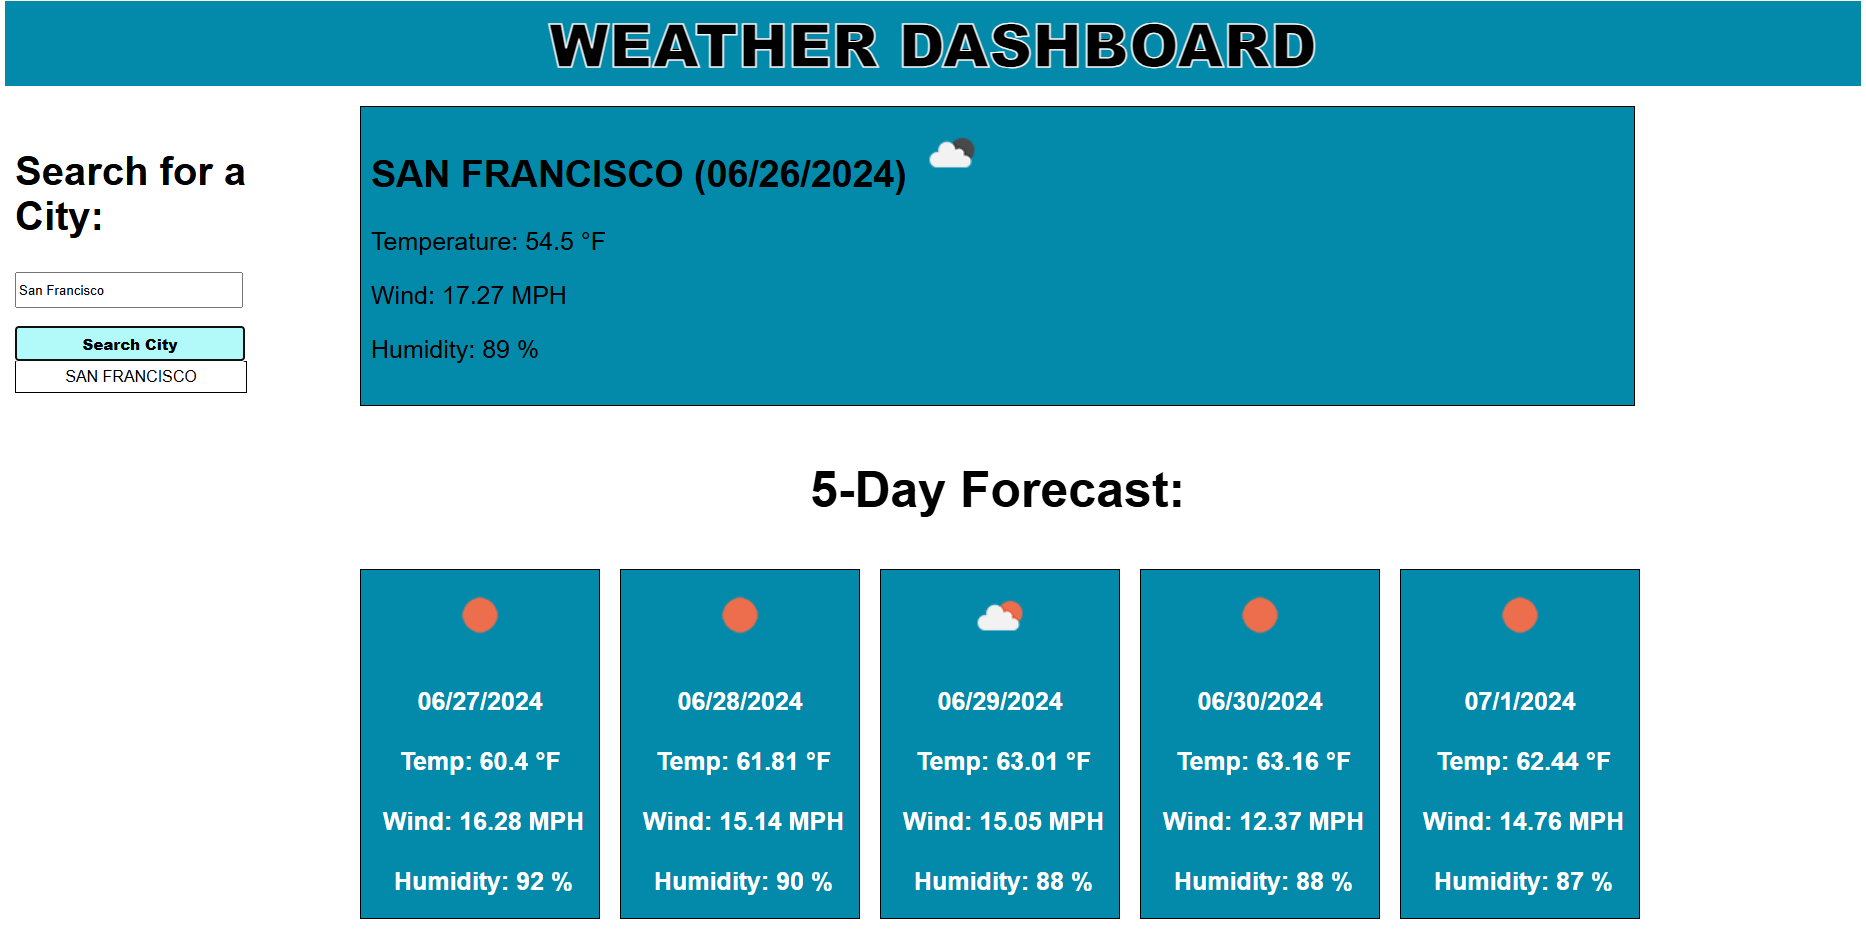 WEATHER DASHBOARD
Search for a
City:
San Francisco
Search City
SAN FRANCISCO
SAN FRANCISCO (06/26/2024)
Temperature: 54.5 °F
Wind: 17.27 MPH
Humidity: 89 %
5-Day Forecast:
06/27/2024
Temp: 60.4 °F
Wind: 16.28 MPH
Humidity: 92 %
06/28/2024
Temp: 61.81 °F
Wind: 15.14 MPH
Humidity: 90 %
06/29/2024
Temp: 63.01 °F
Wind: 15.05 MPH
Humidity: 88 %
06/30/2024
Temp: 63.16 °F
Wind: 12.37 MPH
Humidity: 88 %
07/1/2024
Temp: 62.44 °F
Wind: 14.76 MPH
Humidity: 87 %